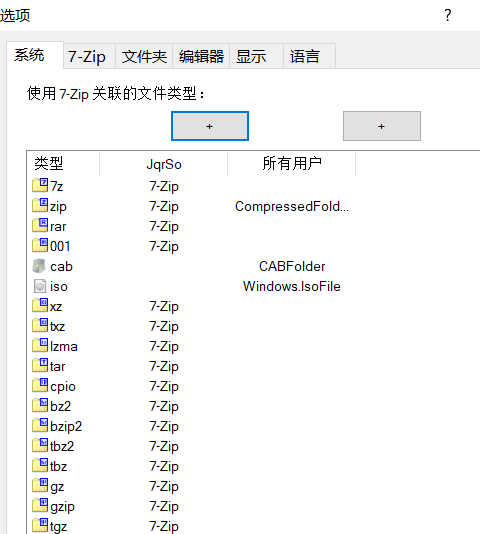 选项 ?
系统 7-Zip 文件夹 编辑器 显示 语言
使用 7-Zip 关联的文件类型：
+ +
类型 JqrSo 所有用户
7z 7-Zip
zip 7-Zip CompressedFold...
rar 7-Zip
001 7-Zip
cab CABFolder
iso Windows.IsoFile
xz 7-Zip
txz 7-Zip
lzma 7-Zip
tar 7-Zip
cpio 7-Zip
bz2 7-Zip
bzip2 7-Zip
tbz2 7-Zip
tbz 7-Zip
gz 7-Zip
gzip 7-Zip
tgz 7-Zip